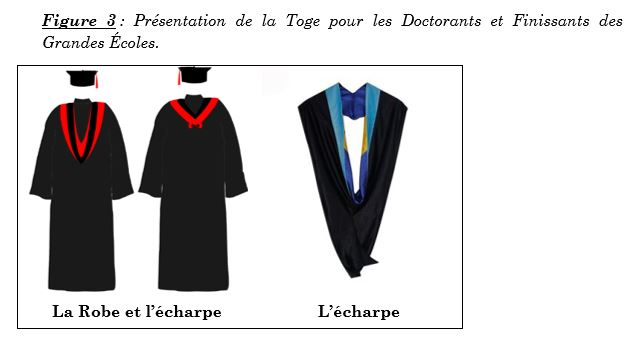 Figure 3 : Présentation de la Toge pour les Doctorants et Finissants des
Grandes Écoles.
La Robe et l’écharpe
L’écharpe